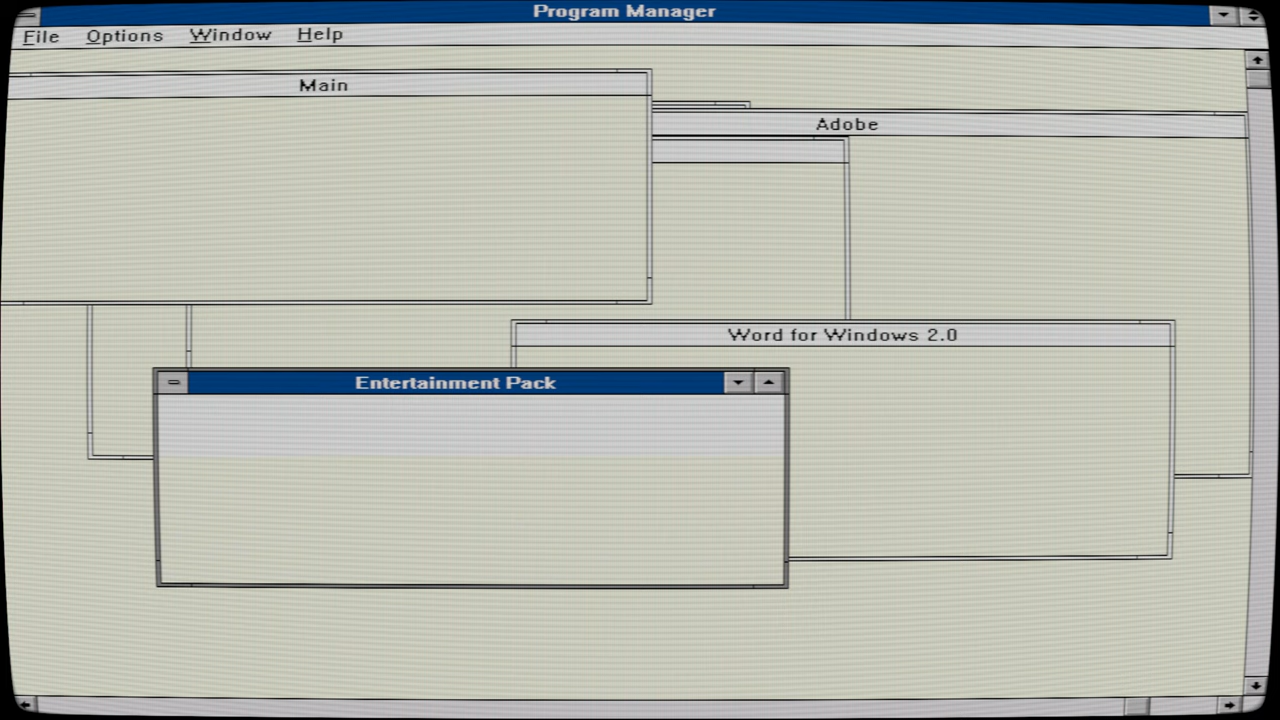 Program Manager
File Options Window Help
Main
Adobe
Word for Windows 2.0
Entertainment Pack